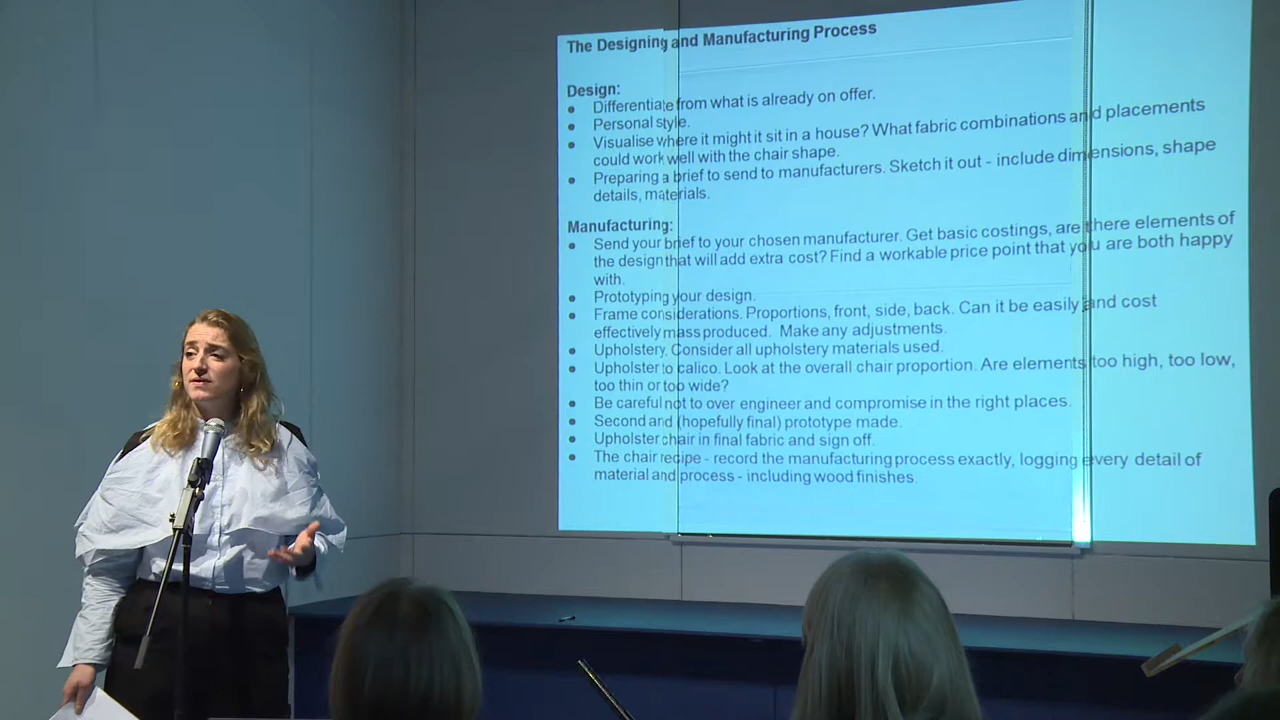 The Designing and Manufacturing Process
Design:
Differentiate from what is already on offer.
Personal style.
Visualise where it might it sit in a house? What fabric combinations and placements
could work well with the chair shape.
Preparing a brief to send to manufacturers. Sketch it out - include dimensions, shape
details, materials.
Manufacturing:
Send your brief to your chosen manufacturer. Get basic costings, are there elements of
the design that will add extra cost? Find a workable price point that you are both happy
with.
Prototyping your design.
Frame considerations. Proportions, front, side, back. Can it be easily and cost
effectively mass produced. Make any adjustments.
Upholstery. Consider all upholstery materials used.
Upholster to calico. Look at the overall chair proportion. Are elements too high, too low,
too thin or too wide?
Be careful not to over engineer and compromise in the right places.
Second and (hopefully final) prototype made.
Upholster chair in final fabric and sign off.
The chair recipe - record the manufacturing process exactly, logging every detail of
material and process - including wood finishes.